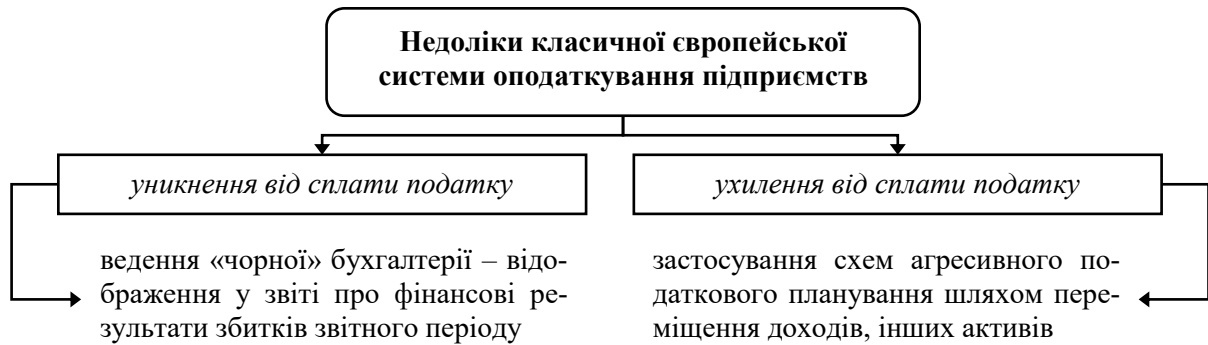 Недоліки класичної європейської
системи оподаткування підприємств
уникнення від сплати податку
ухилення від сплати податку
ведення «чорної» бухгалтерії – відо-
браження у звіті про фінансові ре-
зультати збитків звітного періоду
застосування схем агресивного по-
даткового планування шляхом пере-
міщення доходів, інших активів